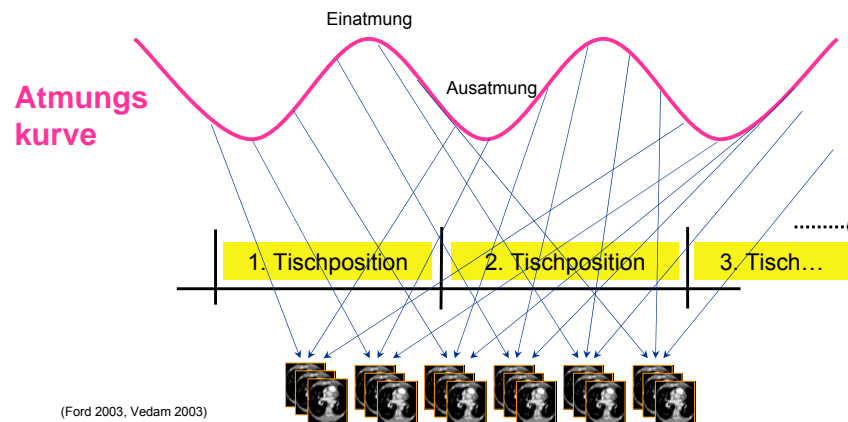 Einatmung
Ausatmung
Atmungs
kurve
1. Tischposition
2. Tischposition
3. Tisch…
(Ford 2003, Vedam 2003)